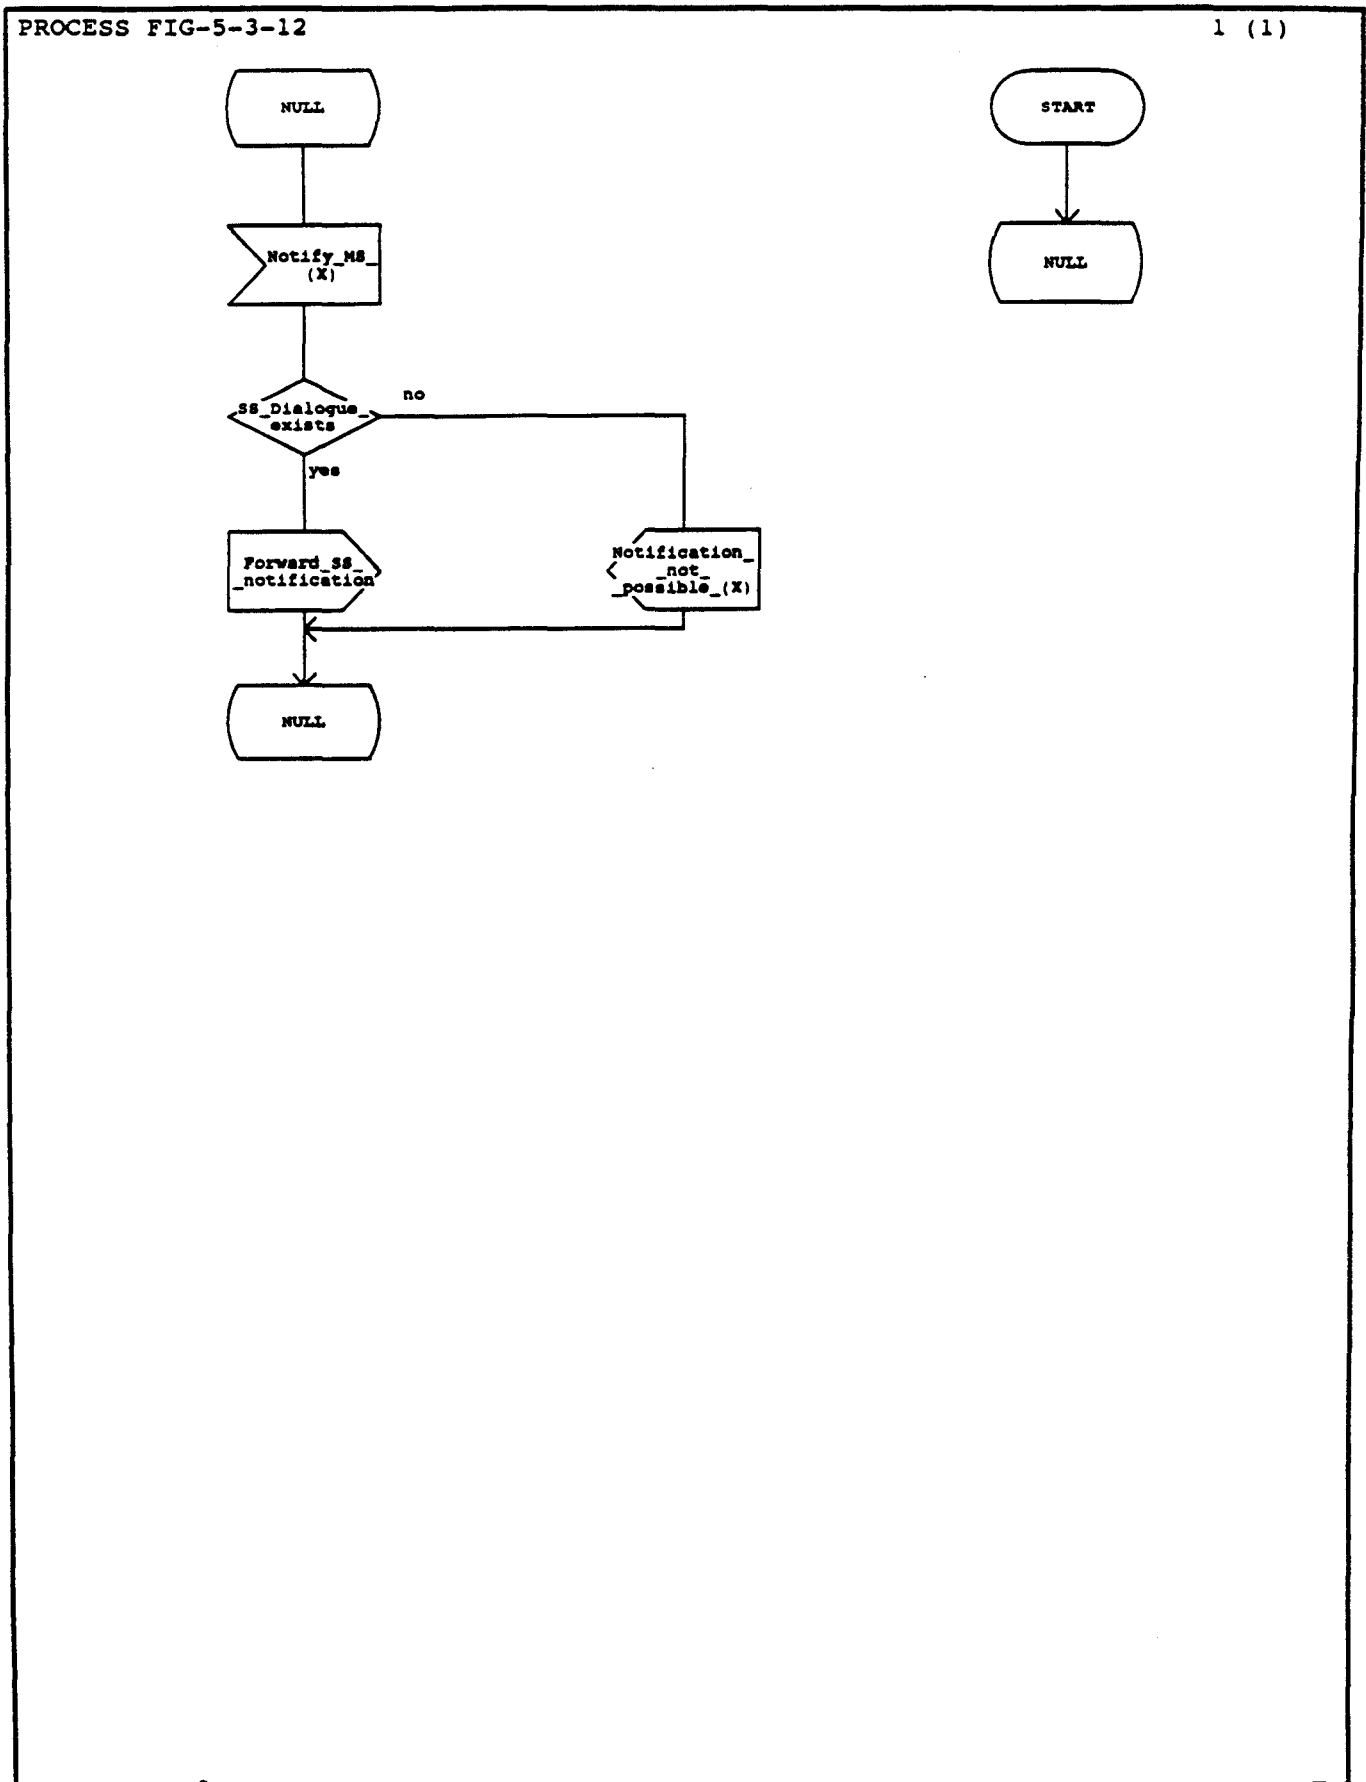 PROCESS FIG-5-3-12
1 (1)
NULL
START
Notify_MS_
(X)
NULL
SS_Dialogue_
exists
no
yes
Forward_SS_
_notification
Notification_
_not_
_possible_(X)
NULL